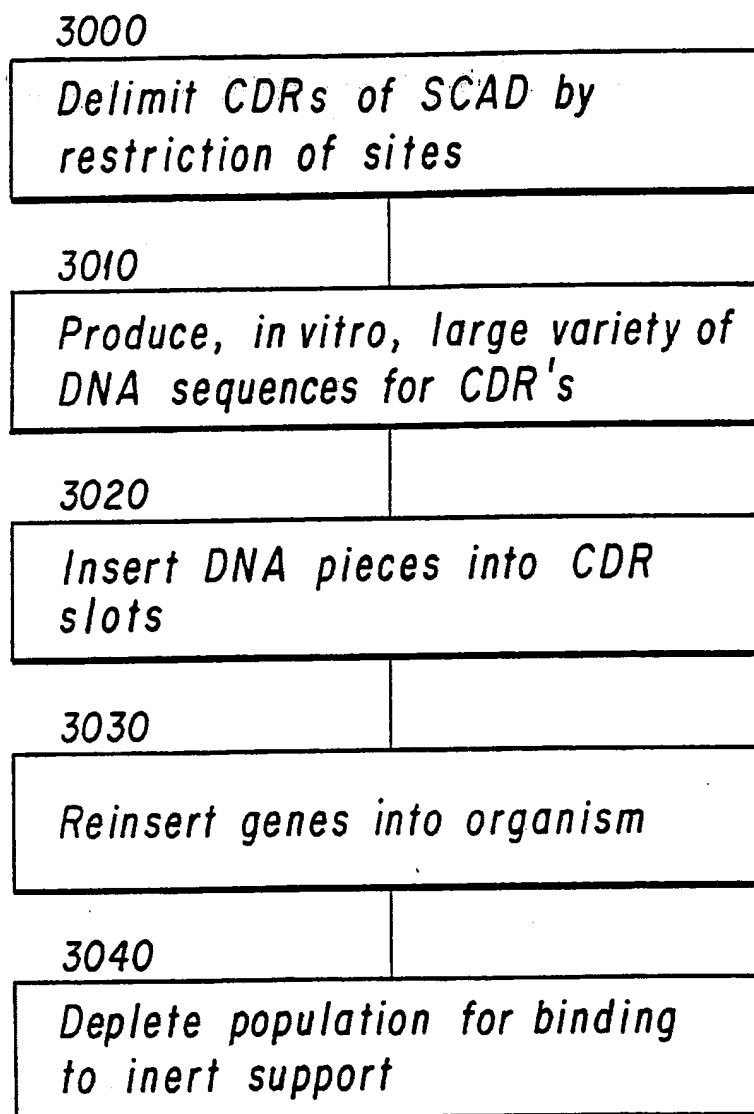 3000
Delimit CDRs of SCAD by
restriction of sites
3010
Produce, in vitro, large variety of
DNA sequences for CDR's
3020
Insert DNA pieces into CDR
slots
3030
Reinsert genes into organism
3040
Deplete population for binding
to inert support